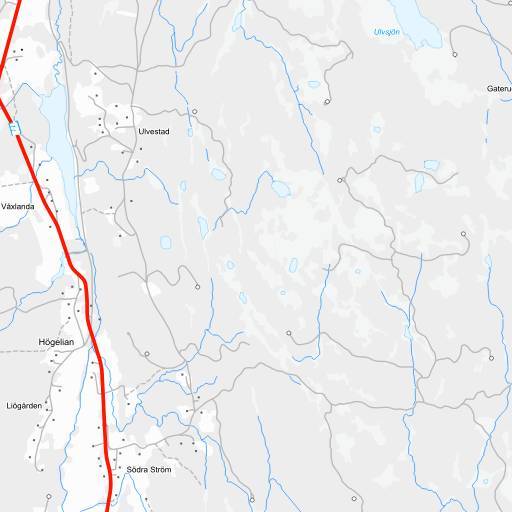 Ulvsjön
Gateru
Ulvestad
Växlanda
Högelian
Liögården
Södra Ström